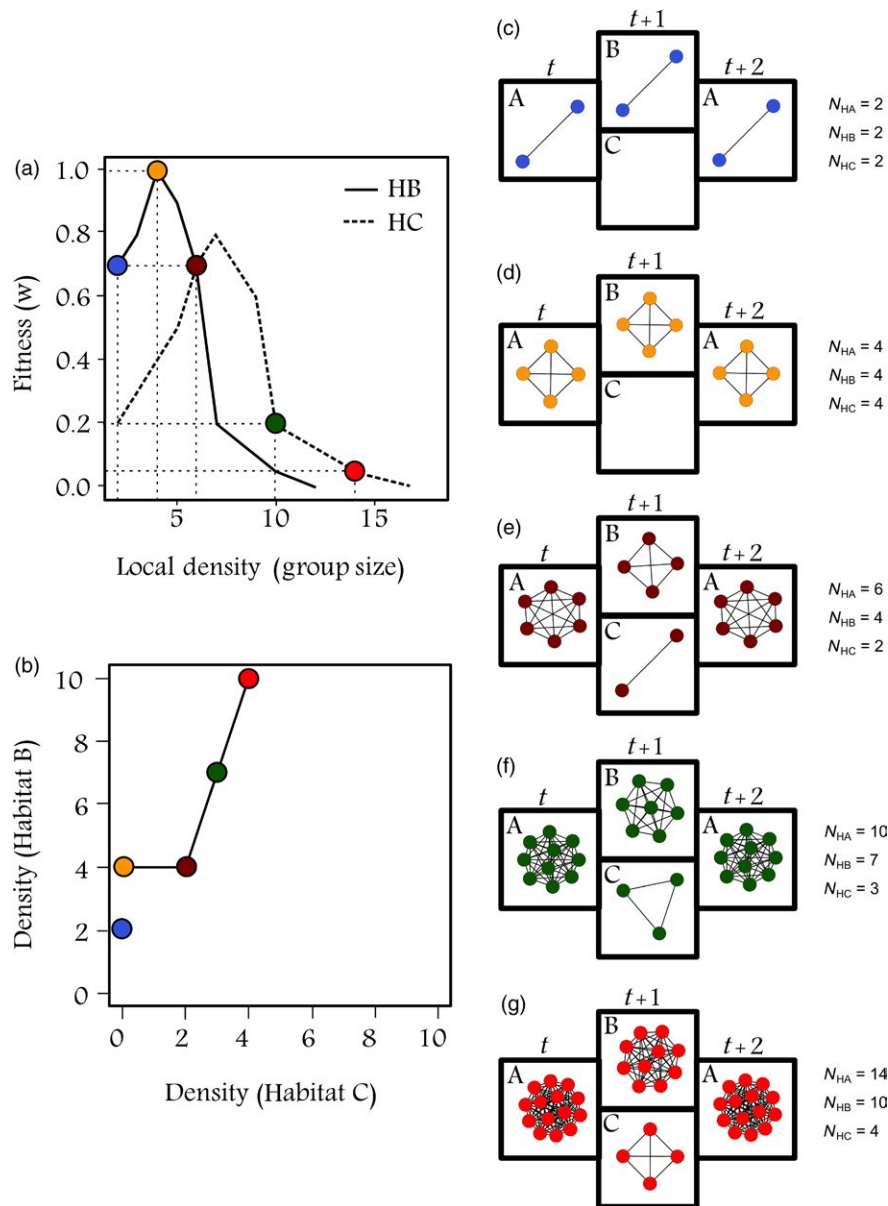 (a)
1.0
0.8
0.6
0.4
0.2
0.0
Fitness (w)
HB
HC
5
10
15
Local density (group size)
(b)
10
8
6
4
2
0
Density (Habitat B)
0
2
4
6
8
10
Density (Habitat C)
(c)
t
t+1
t+2
A
B
C
A
N_HA = 2
N_HB = 2
N_HC = 2
(d)
t
t+1
t+2
A
B
C
A
N_HA = 4
N_HB = 4
N_HC = 4
(e)
t
t+1
t+2
A
B
C
A
N_HA = 6
N_HB = 4
N_HC = 2
(f)
t
t+1
t+2
A
B
C
A
N_HA = 10
N_HB = 7
N_HC = 3
(g)
t
t+1
t+2
A
B
C
A
N_HA = 14
N_HB = 10
N_HC = 4